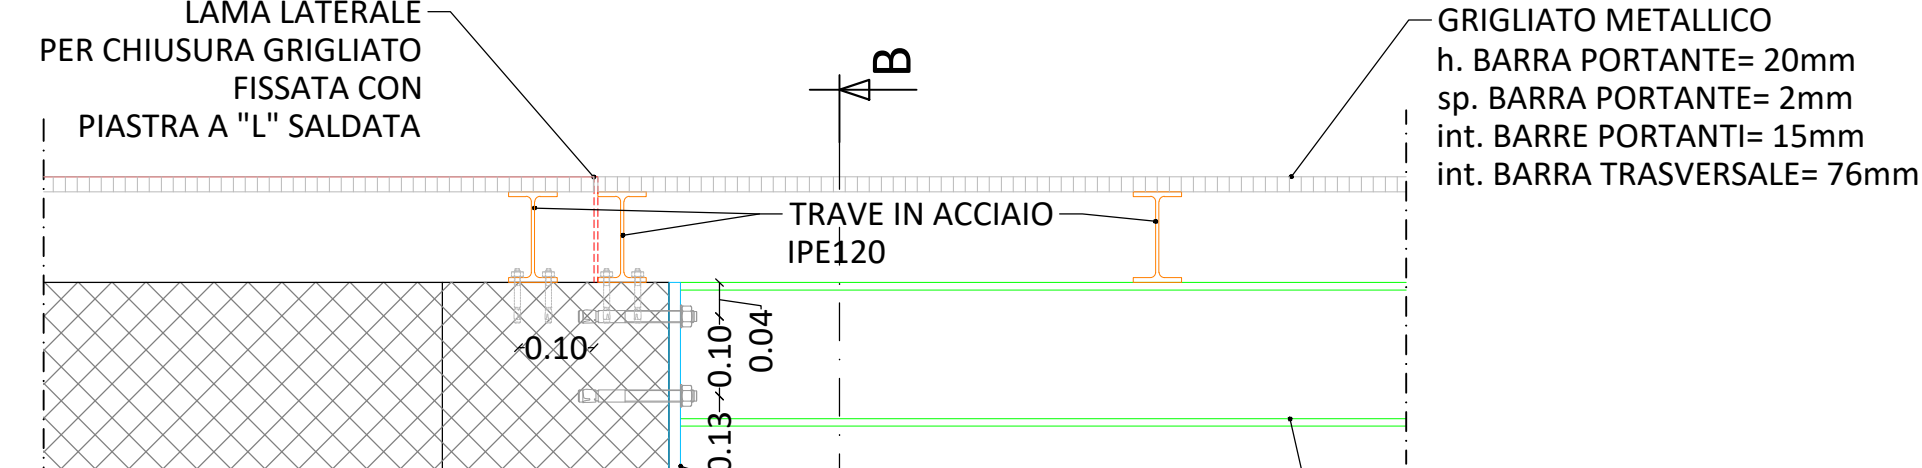 LAMA LATERALE
PER CHIUSURA GRIGLIATO
FISSATA CON
PIASTRA A "L" SALDATA
B
GRIGLIATO METALLICO
h. BARRA PORTANTE= 20mm
sp. BARRA PORTANTE= 2mm
int. BARRE PORTANTI= 15mm
int. BARRA TRASVERSALE= 76mm
TRAVE IN ACCIAIO
IPE120
0.10
0.10
0.04
0.13